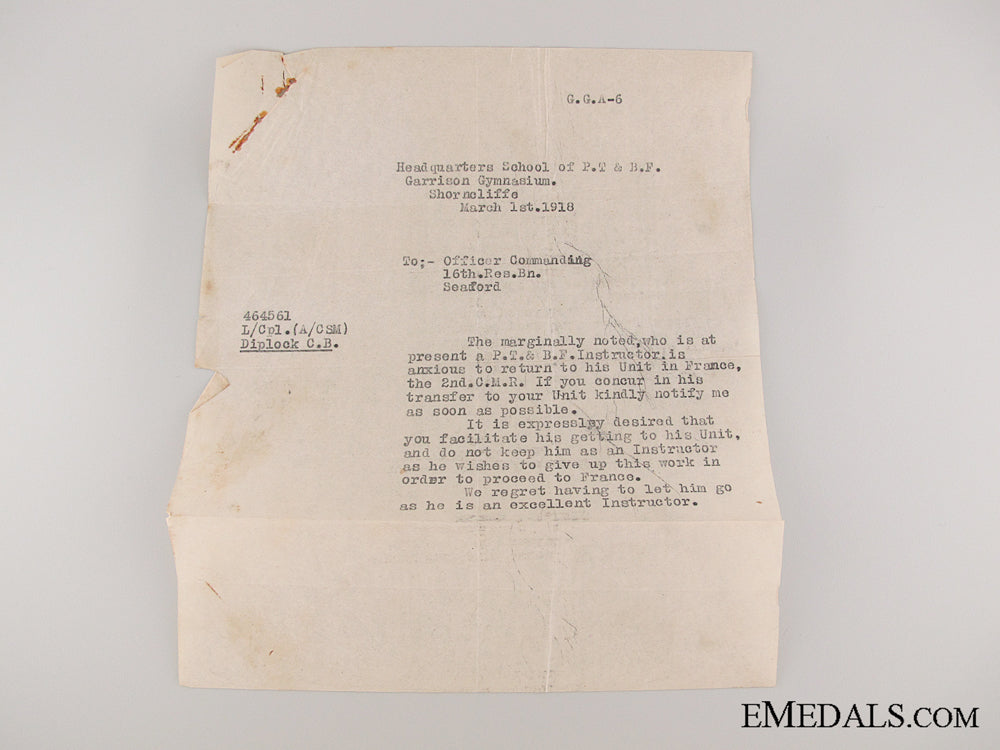 G.G.A-6
Headquarters School of P.T & B.F.
Garrison Gymnasium.
Shorncliffe
March 1st.1918
To;- Officer Commanding
16th.Res.Bn.
Seaford
464561
L/Cpl.(A/CSM)
Diplock C.B.
The marginally noted,who is at
present a P.T.& B.F.Instructor.is
anxious to return to his Unit in France,
the 2nd.C.M.R. If you concur in his
transfer to your Unit kindly notify me
as soon as possible.
It is expressley desired that
you facilitate his getting to his Unit,
and do not keep him as an Instructor
as he wishes to give up this work in
order to proceed to France.
We regret having to let him go
as he is an excellent Instructor.
EMEDALS.COM